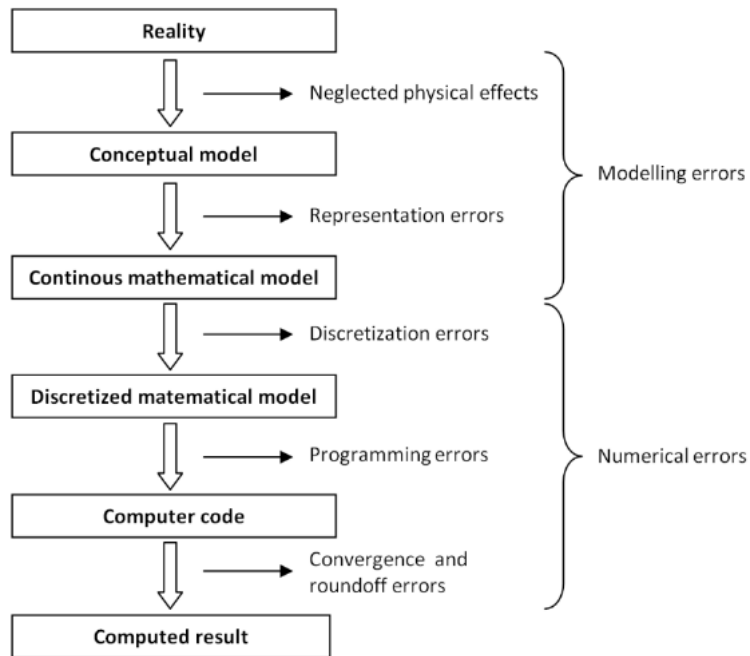 Reality
Neglected physical effects
Conceptual model
Modelling errors
Representation errors
Continous mathematical model
Discretization errors
Discretized matematical model
Programming errors
Numerical errors
Computer code
Convergence and
roundoff errors
Computed result